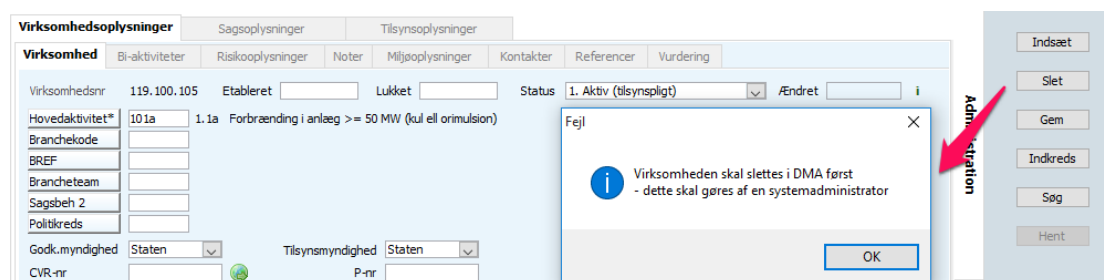 Virksomhedsoplysninger Sagsoplysninger Tilsynsoplysninger
Virksomhed Bi-aktiviteter Risikooplysninger Noter Miljøoplysninger Kontakter Referencer Vurdering
Virksomhedsnr 119.100.105 Etableret Lukket Status 1. Aktiv (tilsynspligt) Ændret i
Hovedaktivitet* 101a 1.1a Forbrænding i anlæg >= 50 MW (kul ell orimulsion)
Branchekode
BREF
Brancheteam
Sagsbeh 2
Politikreds
Godk.myndighed Staten Tilsynsmyndighed Staten
CVR-nr P-nr
Fejl
Virksomheden skal slettes i DMA først
- dette skal gøres af en systemadministrator
OK
Administration
Indsæt
Slet
Gem
Indkreds
Søg
Hent